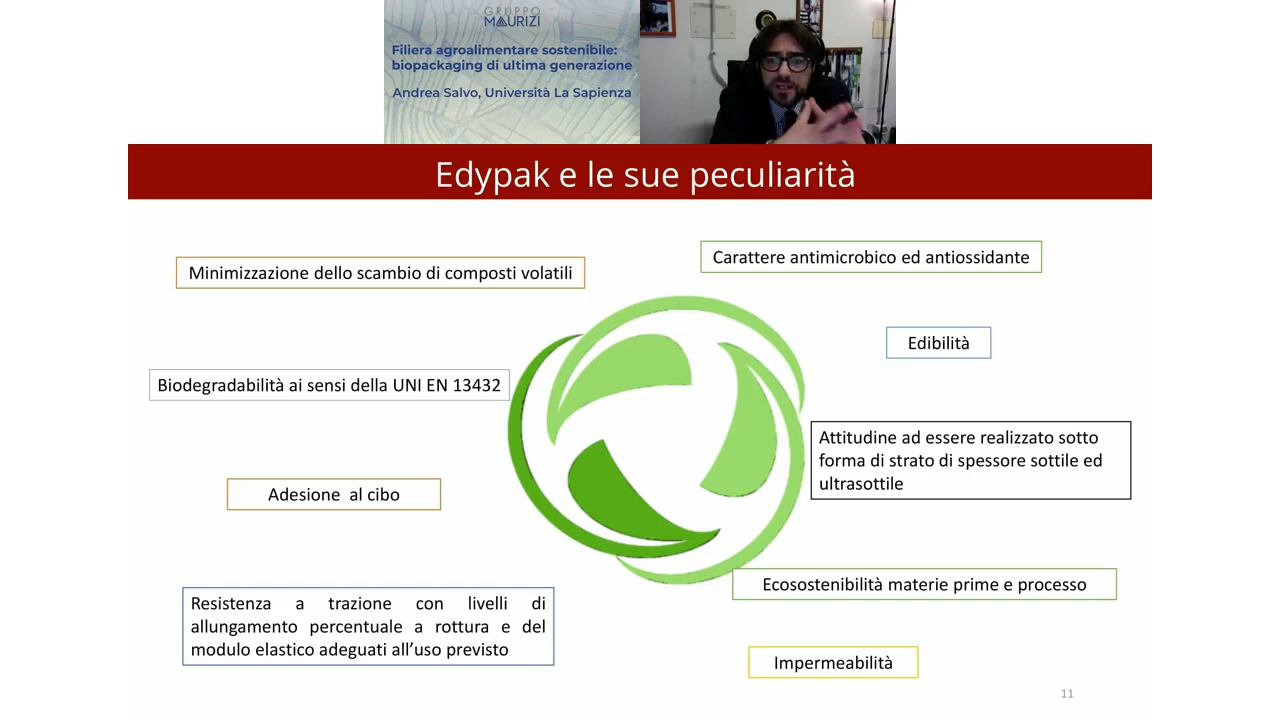 GRUPPO
MAURIZI
Filiera agroalimentare sostenibile:
biopackaging di ultima generazione
Andrea Salvo, Università La Sapienza
Edypak e le sue peculiarità
Minimizzazione dello scambio di composti volatili
Carattere antimicrobico ed antiossidante
Edibilità
Biodegradabilità ai sensi della UNI EN 13432
Attitudine ad essere realizzato sotto
forma di strato di spessore sottile ed
ultrasottile
Adesione al cibo
Ecosostenibilità materie prime e processo
Resistenza a trazione con livelli di
allungamento percentuale a rottura e del
modulo elastico adeguati all’uso previsto
Impermeabilità
11